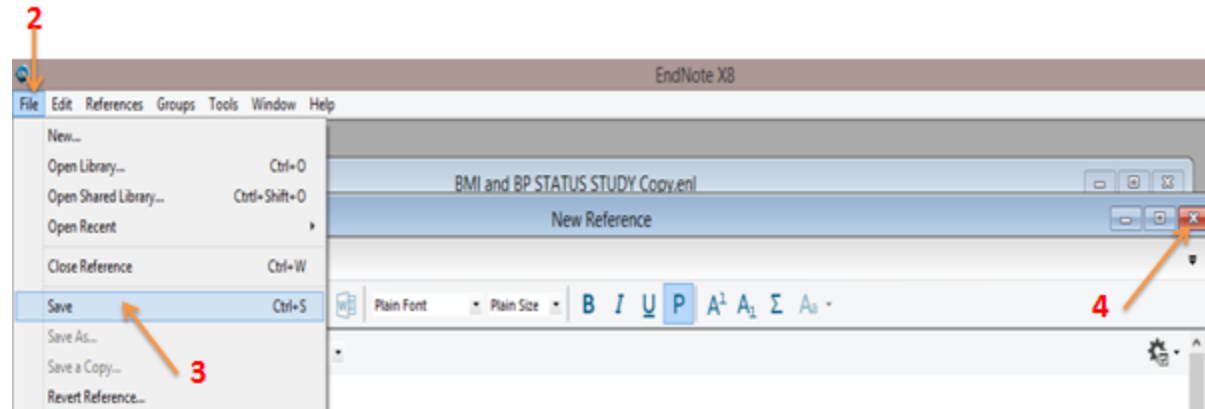 2
EndNote X8
File Edit References Groups Tools Window Help
New...
Open Library... Ctrl+O
BMI and BP STATUS STUDY Copy.enl
Open Shared Library... Ctrtl+Shift+O
New Reference
Open Recent
Close Reference Ctrl+W
Save Ctrl+S
Plain Font Plain Size B I U P A1 A1 Σ Aa
4
Save As...
3
Save a Copy...
Revert Reference...